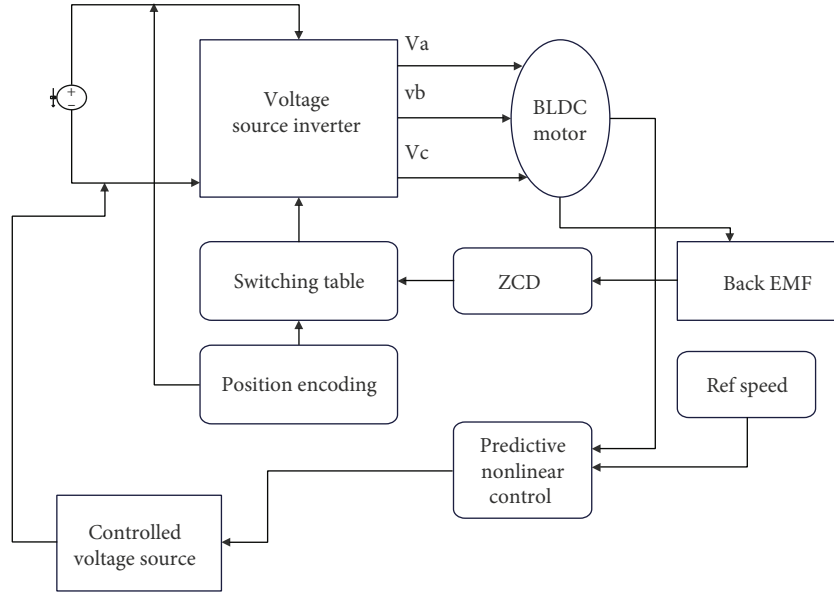 Va
Voltage
source inverter
vb
Vc
BLDC
motor
+
−
Switching table
ZCD
Back EMF
Position encoding
Ref speed
Predictive
nonlinear
control
Controlled
voltage source